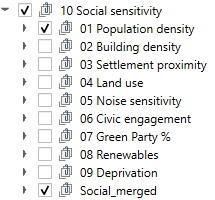 10 Social sensitivity
01 Population density
02 Building density
03 Settlement proximity
04 Land use
05 Noise sensitivity
06 Civic engagement
07 Green Party %
08 Renewables
09 Deprivation
Social_merged